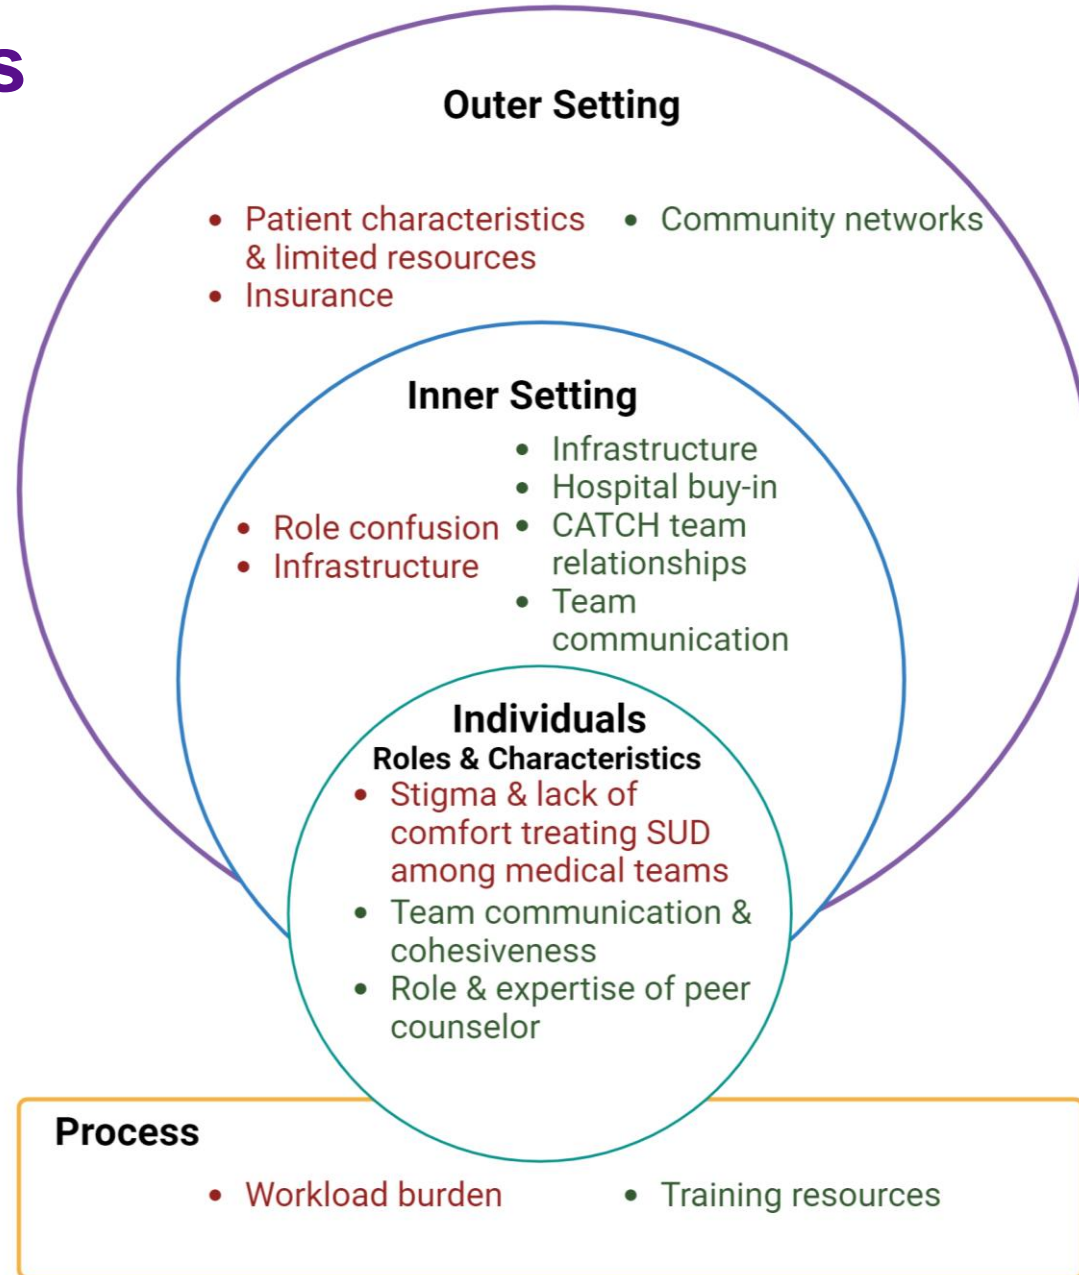 s
Outer Setting
• Patient characteristics
& limited resources
• Insurance
• Community networks
Inner Setting
• Role confusion
• Infrastructure
• Infrastructure
• Hospital buy-in
• CATCH team
relationships
• Team
communication
Individuals
Roles & Characteristics
• Stigma & lack of
comfort treating SUD
among medical teams
• Team communication &
cohesiveness
• Role & expertise of peer
counselor
Process
• Workload burden
• Training resources